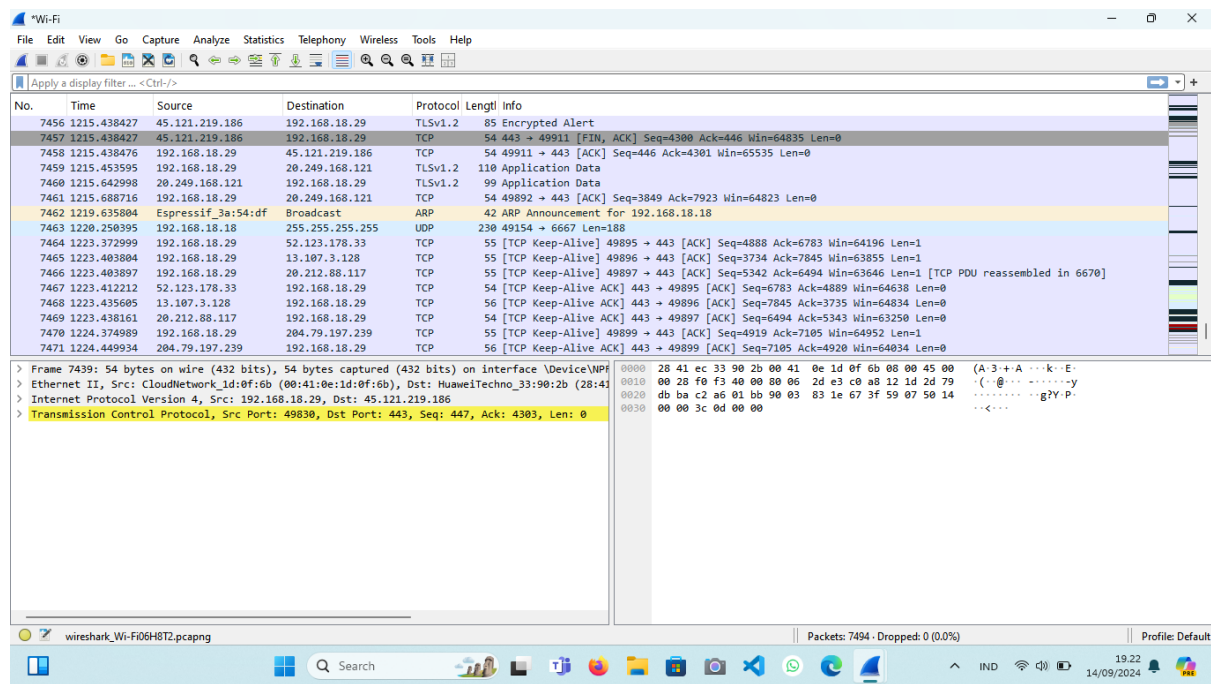 *Wi-Fi
File Edit View Go Capture Analyze Statistics Telephony Wireless Tools Help
Apply a display filter ... <Ctrl-/>
No. Time Source Destination Protocol Lengtl Info
7456 1215.438427 45.121.219.186 192.168.18.29 TLSv1.2 85 Encrypted Alert
7457 1215.438427 45.121.219.186 192.168.18.29 TCP 54 443 → 49911 [FIN, ACK] Seq=4300 Ack=446 Win=64835 Len=0
7458 1215.438476 192.168.18.29 45.121.219.186 TCP 54 49911 → 443 [ACK] Seq=446 Ack=4301 Win=65535 Len=0
7459 1215.453595 192.168.18.29 20.249.168.121 TLSv1.2 110 Application Data
7460 1215.642998 20.249.168.121 192.168.18.29 TLSv1.2 99 Application Data
7461 1215.688716 192.168.18.29 20.249.168.121 TCP 54 49892 → 443 [ACK] Seq=3849 Ack=7923 Win=64823 Len=0
7462 1219.635804 Espressif_3a:54:df Broadcast ARP 42 ARP Announcement for 192.168.18.18
7463 1220.250395 192.168.18.18 255.255.255.255 UDP 230 49154 → 6667 Len=188
7464 1223.372999 192.168.18.29 52.123.178.33 TCP 55 [TCP Keep-Alive] 49895 → 443 [ACK] Seq=4888 Ack=6783 Win=64196 Len=1
7465 1223.403804 192.168.18.29 13.107.3.128 TCP 55 [TCP Keep-Alive] 49896 → 443 [ACK] Seq=3734 Ack=7845 Win=63855 Len=1
7466 1223.403897 192.168.18.29 20.212.88.117 TCP 55 [TCP Keep-Alive] 49897 → 443 [ACK] Seq=5342 Ack=6494 Win=63646 Len=1 [TCP PDU reassembled in 6670]
7467 1223.412212 52.123.178.33 192.168.18.29 TCP 54 [TCP Keep-Alive ACK] 443 → 49895 [ACK] Seq=6783 Ack=4889 Win=64638 Len=0
7468 1223.435605 13.107.3.128 192.168.18.29 TCP 56 [TCP Keep-Alive ACK] 443 → 49896 [ACK] Seq=7845 Ack=3735 Win=64834 Len=0
7469 1223.438161 20.212.88.117 192.168.18.29 TCP 54 [TCP Keep-Alive ACK] 443 → 49897 [ACK] Seq=6494 Ack=5343 Win=63250 Len=0
7470 1224.374989 192.168.18.29 204.79.197.239 TCP 55 [TCP Keep-Alive] 49899 → 443 [ACK] Seq=4919 Ack=7105 Win=64952 Len=1
7471 1224.449934 204.79.197.239 192.168.18.29 TCP 56 [TCP Keep-Alive ACK] 443 → 49899 [ACK] Seq=7105 Ack=4920 Win=64034 Len=0
Frame 7439: 54 bytes on wire (432 bits), 54 bytes captured (432 bits) on interface \Device\NPF
Ethernet II, Src: CloudNetwork_1d:0f:6b (00:41:0e:1d:0f:6b), Dst: HuaweiTechno_33:90:2b (28:41
Internet Protocol Version 4, Src: 192.168.18.29, Dst: 45.121.219.186
Transmission Control Protocol, Src Port: 49830, Dst Port: 443, Seq: 447, Ack: 4303, Len: 0
0000 28 41 ec 33 90 2b 00 41 0e 1d 0f 6b 08 00 45 00 (A·3·+·A ···k··E·
0010 00 28 f0 f3 40 00 80 06 2d e3 c0 a8 12 1d 2d 79 ·(··@··· -·····-y
0020 db ba c2 a6 01 bb 90 03 83 1e 67 3f 59 07 50 14 ········ ··g?Y·P·
0030 00 00 3c 0d 00 00 ··<···
wireshark_Wi-Fi06H8T2.pcapng
Packets: 7494 · Dropped: 0 (0.0%)
Profile: Default
Search
IND
19.22
14/09/2024
PRE